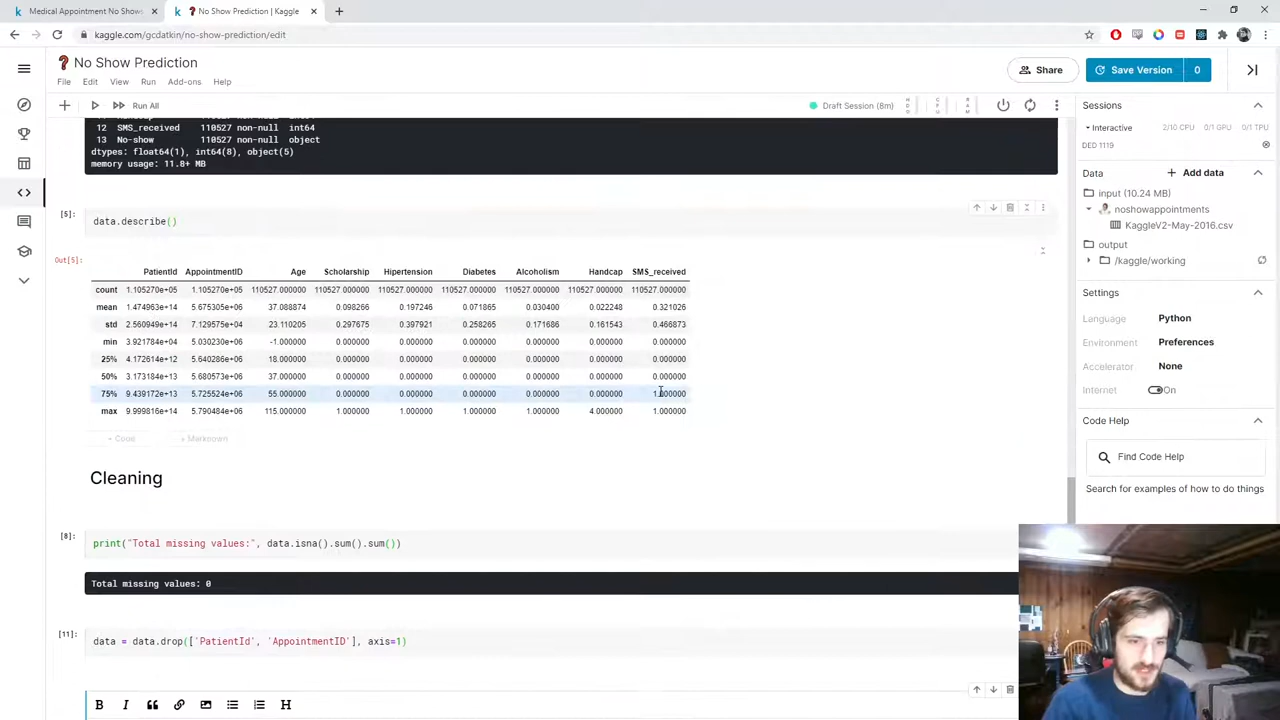 Medical Appointment No Shows
No Show Prediction | Kaggle
kaggle.com/gcdatkin/no-show-prediction/edit
No Show Prediction
File Edit View Run Add-ons Help
Share
Save Version 0
Run All
Draft Session (8m)
12 SMS_received 110527 non-null int64
13 No-show 110527 non-null object
dtypes: float64(1), int64(8), object(5)
memory usage: 11.8+ MB
[5]: data.describe()
Out[5]:
PatientId AppointmentID Age Scholarship Hipertension Diabetes Alcoholism Handcap SMS_received
count 1.105270e+05 1.105270e+05 110527.000000 110527.000000 110527.000000 110527.000000 110527.000000 110527.000000 110527.000000
mean 1.474963e+14 5.675305e+06 37.088874 0.098266 0.197246 0.071865 0.030400 0.022248 0.321026
std 2.560949e+14 7.129575e+04 23.110205 0.297675 0.397921 0.258265 0.171686 0.161543 0.466873
min 3.921784e+04 5.030230e+06 -1.000000 0.000000 0.000000 0.000000 0.000000 0.000000 0.000000
25% 4.172614e+12 5.640286e+06 18.000000 0.000000 0.000000 0.000000 0.000000 0.000000 0.000000
50% 3.173184e+13 5.680573e+06 37.000000 0.000000 0.000000 0.000000 0.000000 0.000000 0.000000
75% 9.439172e+13 5.725524e+06 55.000000 0.000000 0.000000 0.000000 0.000000 0.000000 1.000000
max 9.999816e+14 5.790484e+06 115.000000 1.000000 1.000000 1.000000 1.000000 4.000000 1.000000
+ Code + Markdown
Cleaning
[8]: print("Total missing values:", data.isna().sum().sum())
Total missing values: 0
[11]: data = data.drop(['PatientId', 'AppointmentID'], axis=1)
B I H
Sessions
Interactive 2/10 CPU 0/1 GPU 0/1 TPU
DED 1119
Data + Add data
input (10.24 MB)
noshowappointments
KaggleV2-May-2016.csv
output
/kaggle/working
Settings
Language Python
Environment Preferences
Accelerator None
Internet On
Code Help
Find Code Help
Search for examples of how to do things